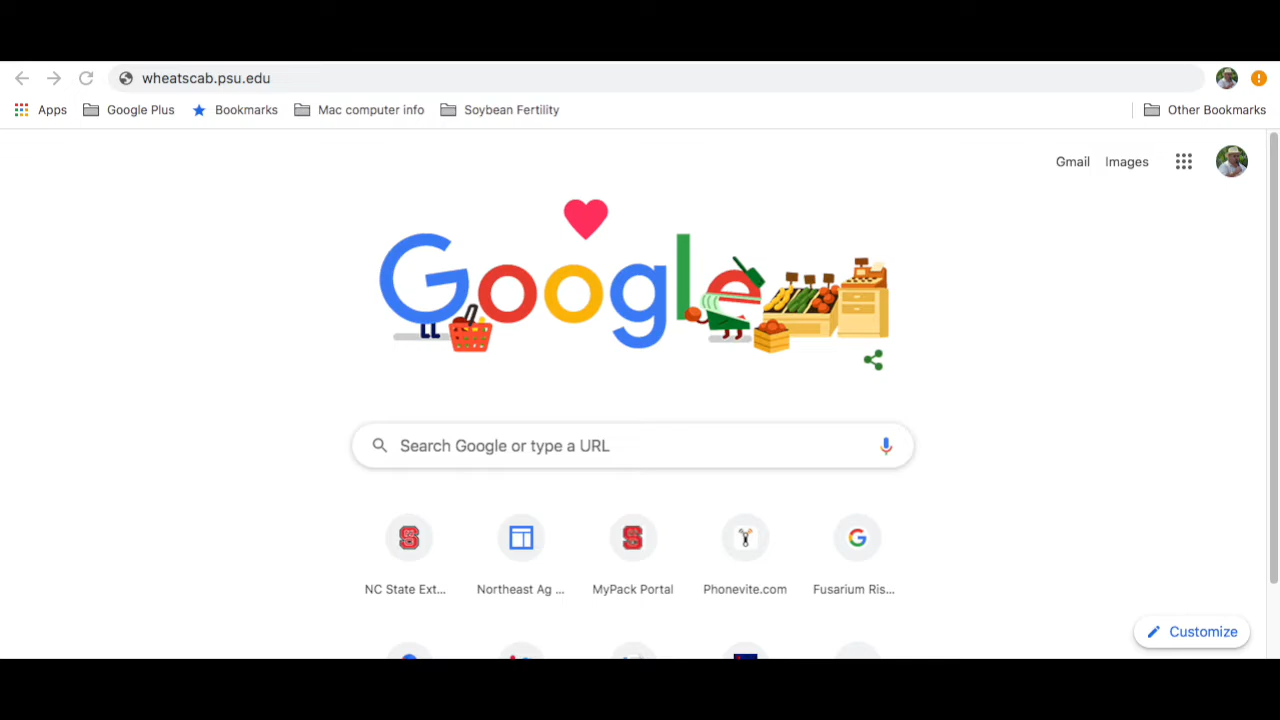 wheatscab.psu.edu
Apps Google Plus Bookmarks Mac computer info Soybean Fertility Other Bookmarks
Gmail Images
Google
Search Google or type a URL
NC State Ext... Northeast Ag ... MyPack Portal Phonevite.com Fusarium Ris...
Customize